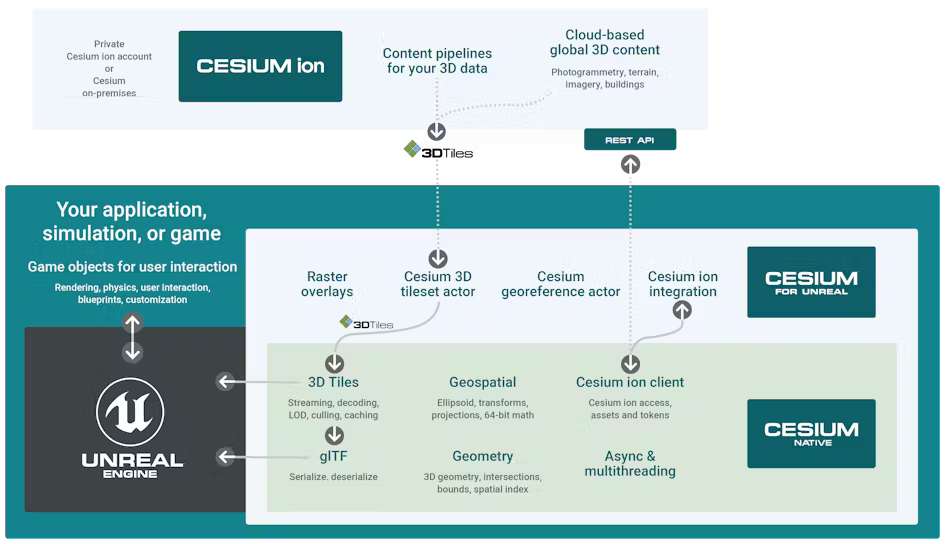 Private
Cesium ion account
or
Cesium
on-premises
CESIUM ion
Content pipelines
for your 3D data
Cloud-based
global 3D content
Photogrammetry, terrain,
imagery, buildings
3DTiles
REST API
Your application,
simulation, or game
Game objects for user interaction
Rendering, physics, user interaction,
blueprints, customization
Raster
overlays
Cesium 3D
tileset actor
Cesium
georeference actor
Cesium ion
integration
CESIUM
FOR UNREAL
3DTiles
UNREAL
ENGINE
3D Tiles
Streaming, decoding,
LOD, culling, caching
Geospatial
Ellipsoid, transforms,
projections, 64-bit math
Cesium ion client
Cesium ion access,
assets and tokens
glTF
Serialize, deserialize
Geometry
3D geometry, intersections,
bounds, spatial index
Async &
multithreading
CESIUM
NATIVE